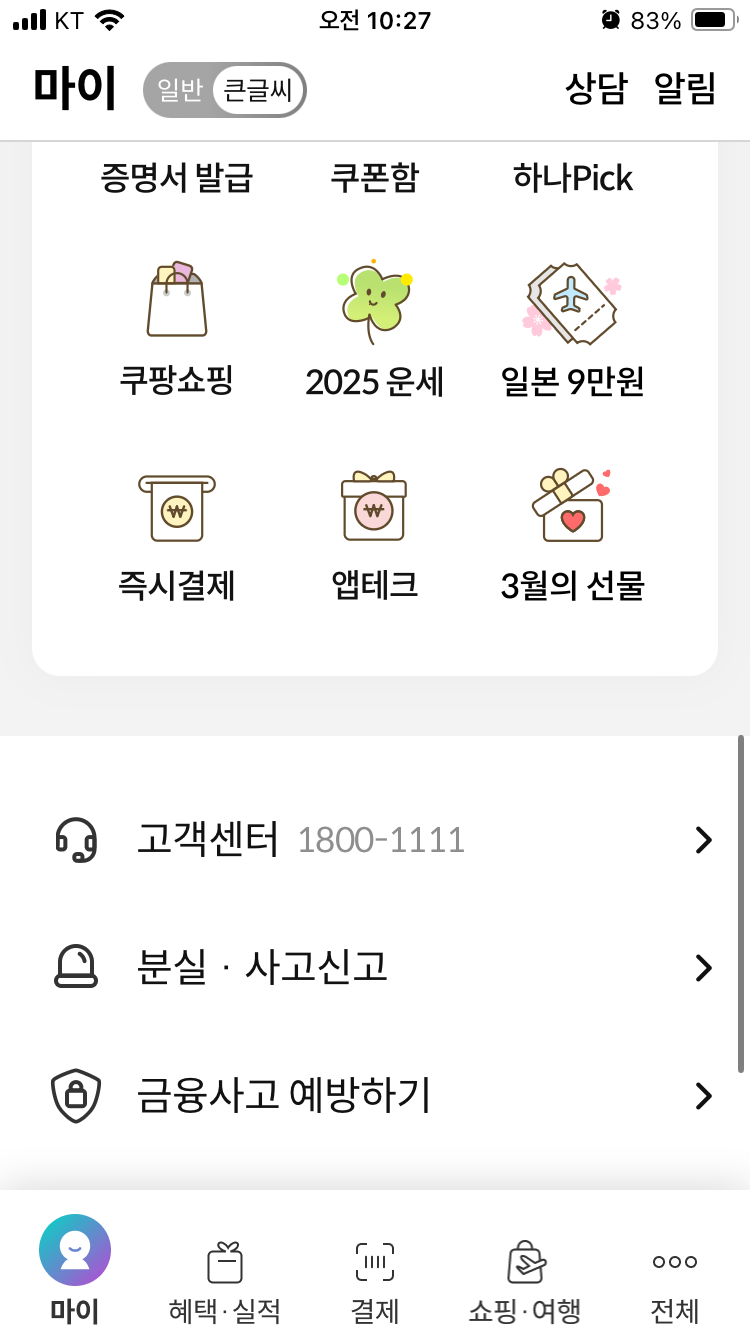 KT 오전 10:27 83%
마이 일반 큰글씨 상담 알림
증명서 발급 쿠폰함 하나Pick
쿠팡쇼핑 2025 운세 일본 9만원
₩ ₩
즉시결제 앱테크 3월의 선물
고객센터 1800-1111
분실 · 사고신고
금융사고 예방하기
마이 혜택·실적 결제 쇼핑·여행 전체